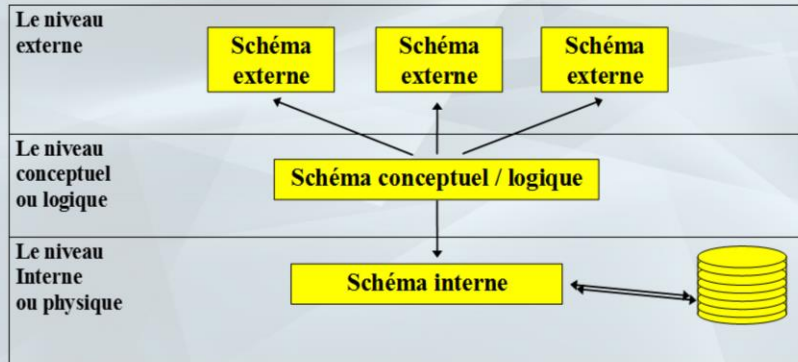 Le niveau
externe
Schéma
externe
Schéma
externe
Schéma
externe
Le niveau
conceptuel
ou logique
Schéma conceptuel / logique
Le niveau
Interne
ou physique
Schéma interne